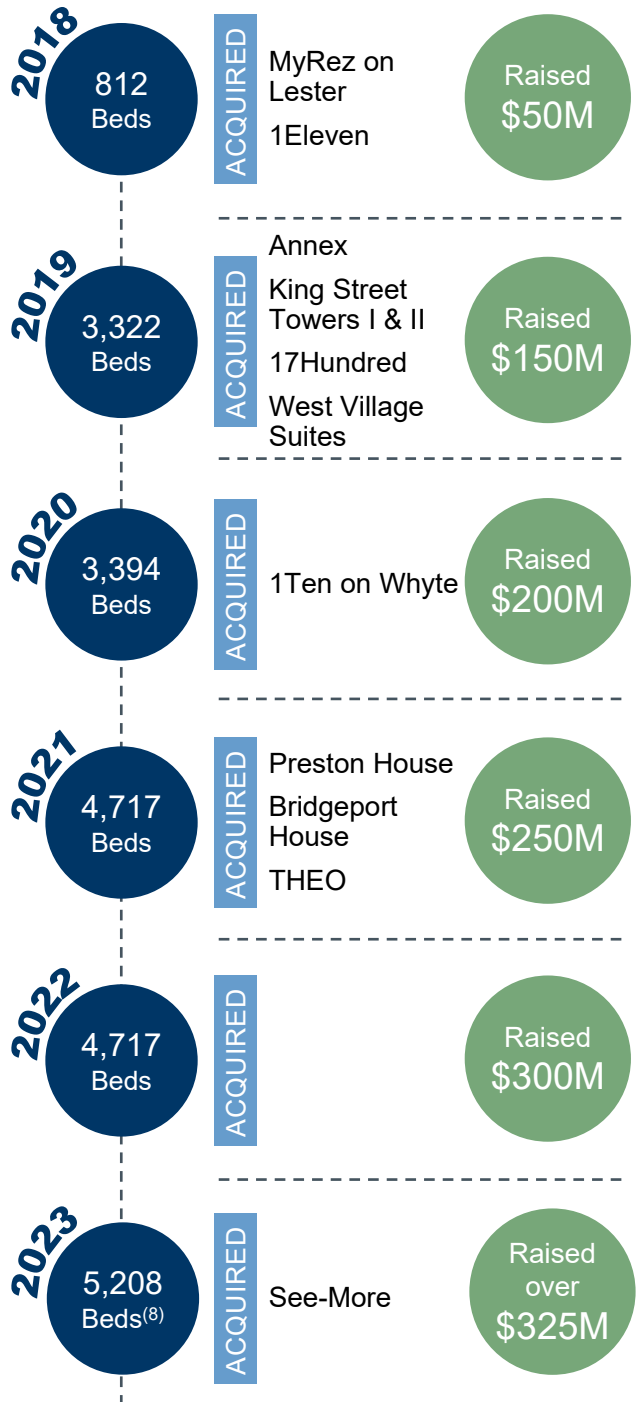 2018
812
Beds
ACQUIRED
MyRez on
Lester
1Eleven
Raised
$50M
2019
3,322
Beds
ACQUIRED
Annex
King Street
Towers I & II
17Hundred
West Village
Suites
Raised
$150M
2020
3,394
Beds
ACQUIRED
1Ten on Whyte
Raised
$200M
2021
4,717
Beds
ACQUIRED
Preston House
Bridgeport
House
THEO
Raised
$250M
2022
4,717
Beds
ACQUIRED
Raised
$300M
2023
5,208
Beds(8)
ACQUIRED
See-More
Raised
over
$325M